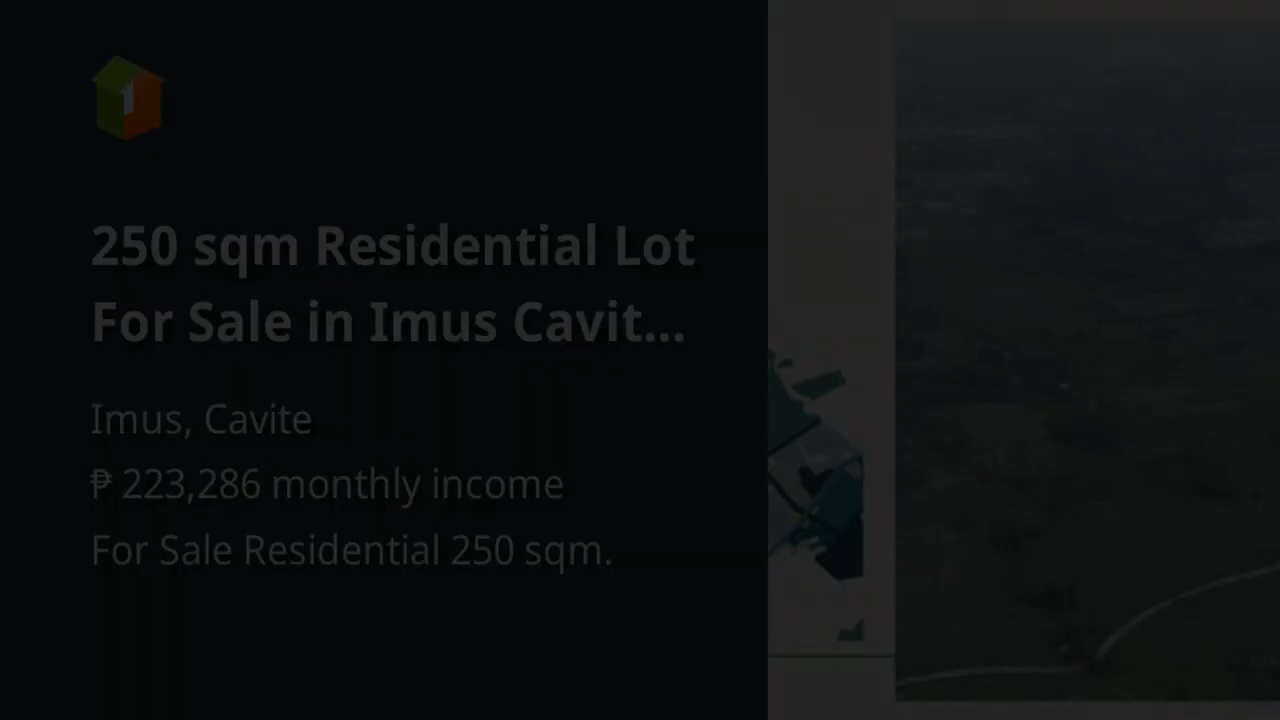 250 sqm Residential Lot
For Sale in Imus Cavit...
Imus, Cavite
₱ 223,286 monthly income
For Sale Residential 250 sqm.